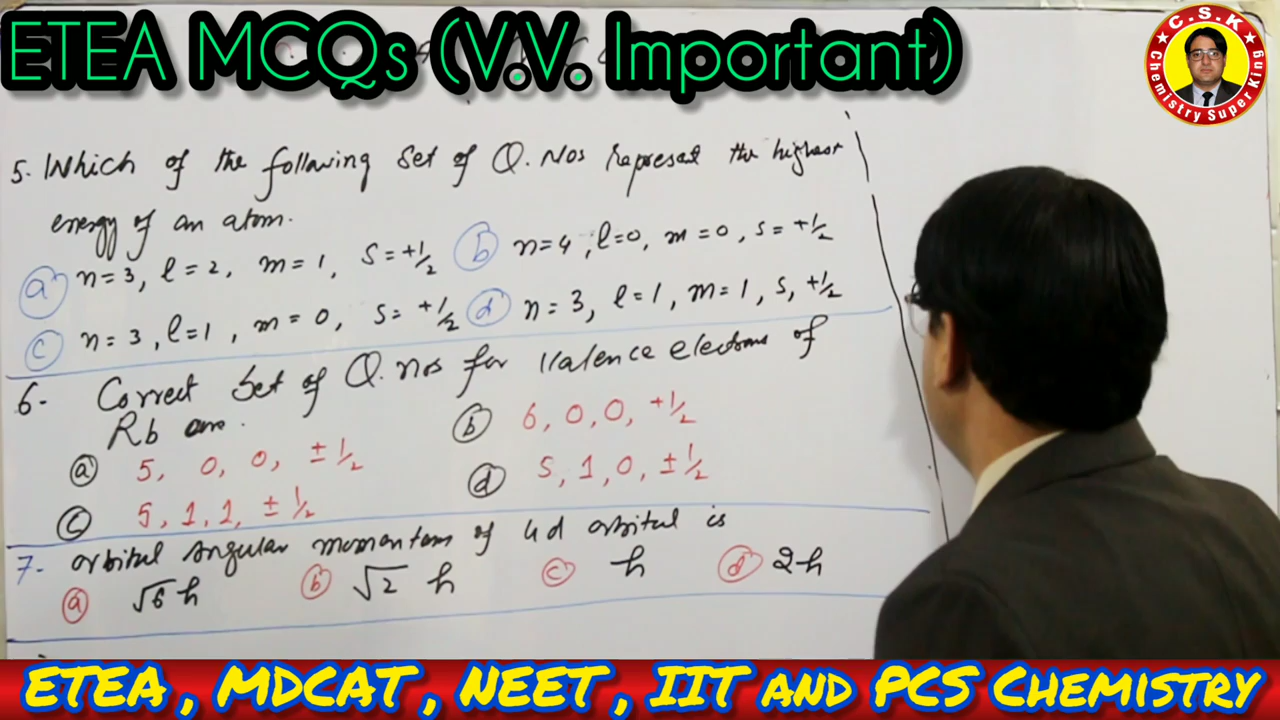 ETEA MCQs (V.V. Important)
C.S.K
Chemistry Super King
5. Which of the following set of Q. Nos represent the highest
energy of an atom.
a n=3, l=2, m=1, s=+1/2 b n=4, l=0, m=0, s=+1/2
c n=3, l=1, m=0, s=+1/2 d n=3, l=1, m=1, s, +1/2
6- Correct Set of Q. nos for valence electrons of
Rb are.
a 5, 0, 0, ±1/2 b 6, 0, 0, +1/2
c 5, 1, 1, ±1/2 d 5, 1, 0, ±1/2
7- orbital angular momentum of 4d orbital is
a √6 ħ b √2 ħ c ħ d 2ħ
ETEA, MDCAT, NEET, IIT AND PCS CHEMISTRY